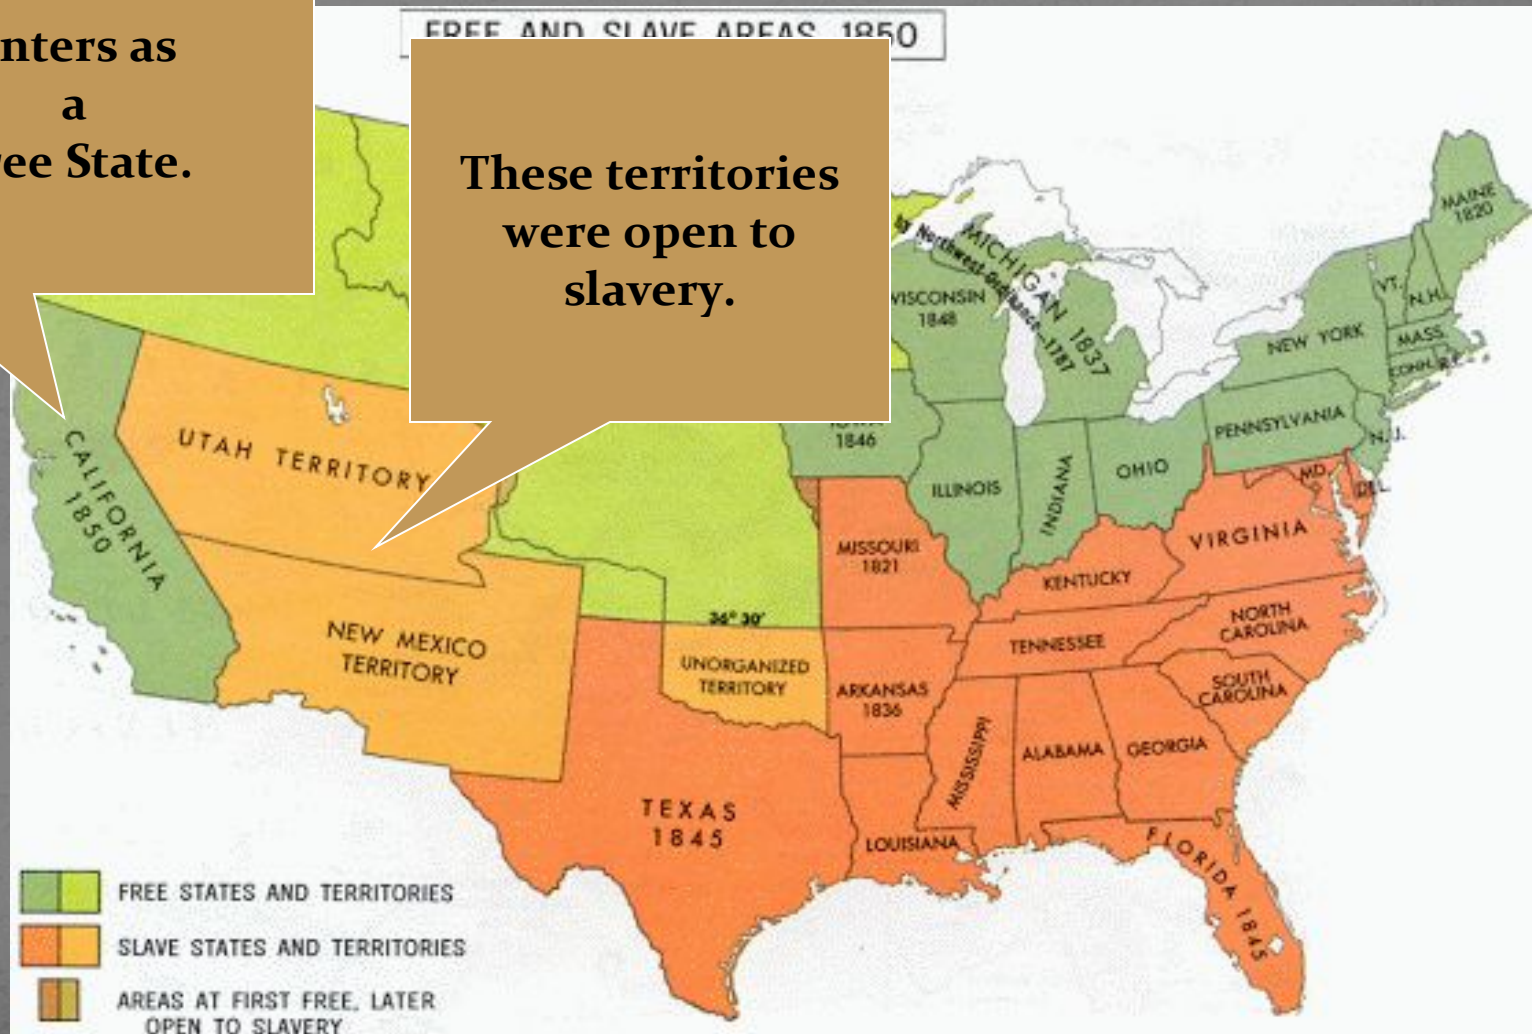 FREE AND SLAVE AREAS 1850
nters as
a
ee State.
These territories
were open to
slavery.
by Northwest Ordinance—1787
MICHIGAN 1837
MAINE
1820
VT.
N.H.
MASS.
CONN.
R.I.
NEW YORK
WISCONSIN
1848
PENNSYLVANIA
N.J.
IOWA
1846
CALIFORNIA
1850
UTAH TERRITORY
ILLINOIS
INDIANA
OHIO
MD.
DEL.
MISSOURI
1821
VIRGINIA
KENTUCKY
36° 30'
NORTH
CAROLINA
NEW MEXICO
TERRITORY
UNORGANIZED
TERRITORY
TENNESSEE
ARKANSAS
1836
SOUTH
CAROLINA
MISSISSIPPI
ALABAMA
GEORGIA
TEXAS
1845
LOUISIANA
FLORIDA 1845
FREE STATES AND TERRITORIES
SLAVE STATES AND TERRITORIES
AREAS AT FIRST FREE, LATER
OPEN TO SLAVERY